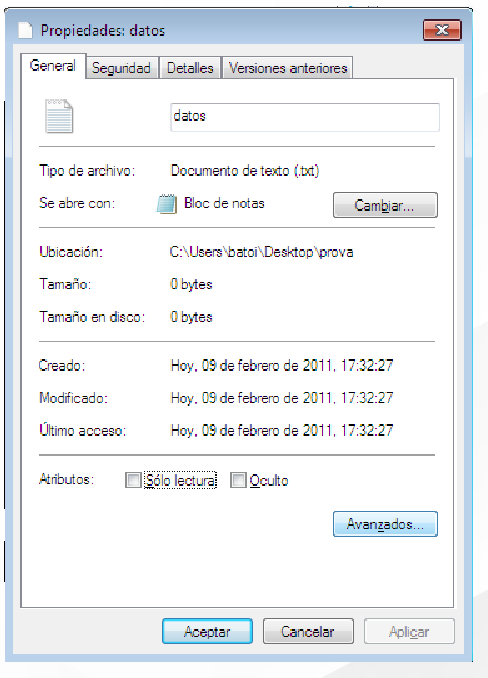 Propiedades: datos
General Seguridad Detalles Versiones anteriores
datos
Tipo de archivo: Documento de texto (.txt)
Se abre con: Bloc de notas Cambiar...
Ubicación: C:\Users\batoi\Desktop\prova
Tamaño: 0 bytes
Tamaño en disco: 0 bytes
Creado: Hoy, 09 de febrero de 2011, 17:32:27
Modificado: Hoy, 09 de febrero de 2011, 17:32:27
Último acceso: Hoy, 09 de febrero de 2011, 17:32:27
Atributos: Sólo lectura Oculto
Avanzados...
Aceptar Cancelar Aplicar